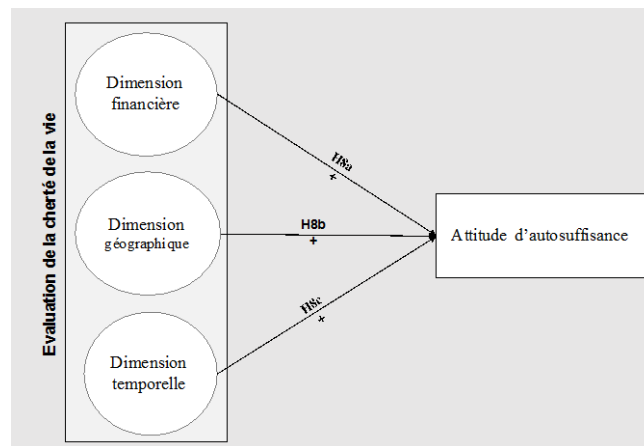 Evaluation de la cherté de la vie
Dimension
financière
H8a
+
Dimension
géographique
H8b
+
Attitude d'autosuffisance
H8c
+
Dimension
temporelle